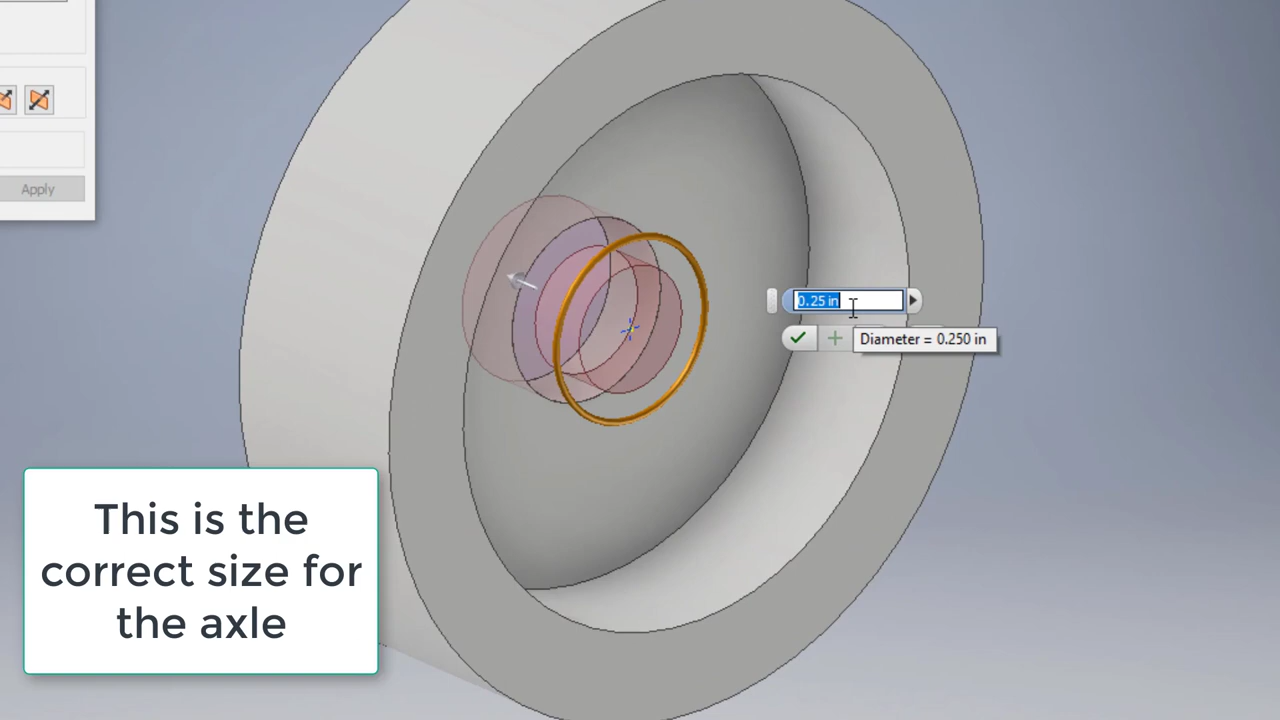 Apply
0.25 in
Diameter = 0.250 in
This is the
correct size for
the axle